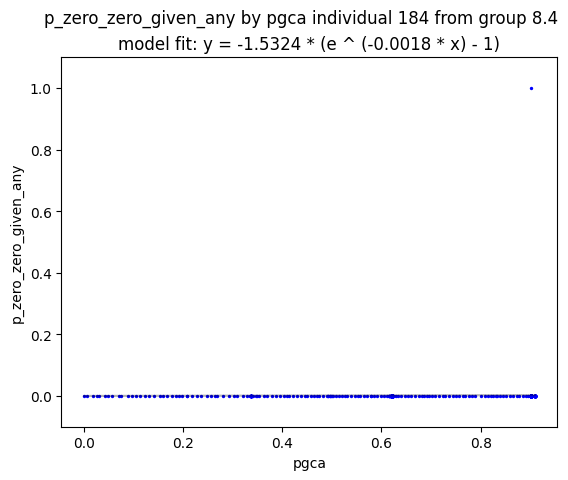 p_zero_zero_given_any by pgca individual 184 from group 8.4
model fit: y = -1.5324 * (e ^ (-0.0018 * x) - 1)
1.0
0.8
0.6
0.4
0.2
0.0
p_zero_zero_given_any
0.0 0.2 0.4 0.6 0.8
pgca